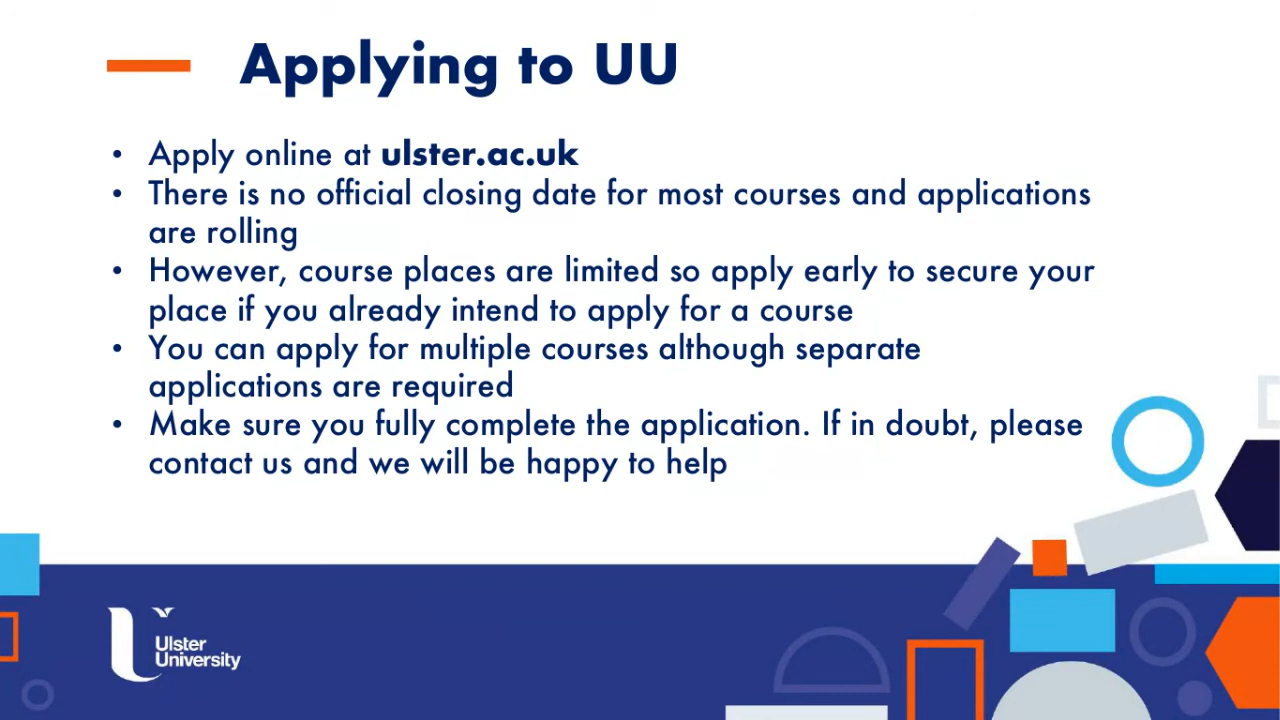 Applying to UU
• Apply online at ulster.ac.uk
• There is no official closing date for most courses and applications
are rolling
• However, course places are limited so apply early to secure your
place if you already intend to apply for a course
• You can apply for multiple courses although separate
applications are required
• Make sure you fully complete the application. If in doubt, please
contact us and we will be happy to help
Ulster
University